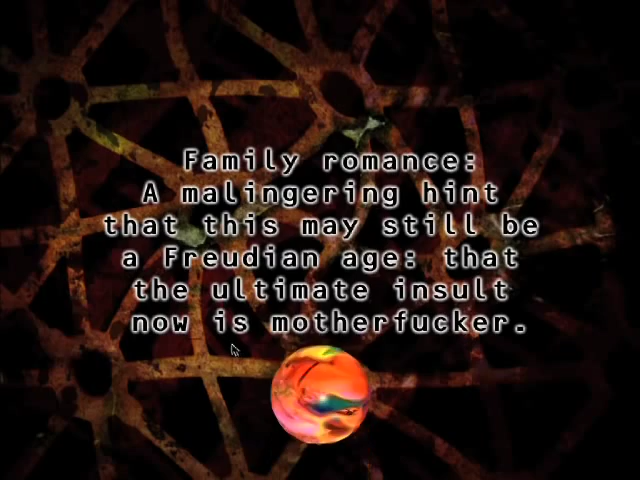 Family romance:
A malingering hint
that this may still be
a Freudian age: that
the ultimate insult
now is motherfucker.